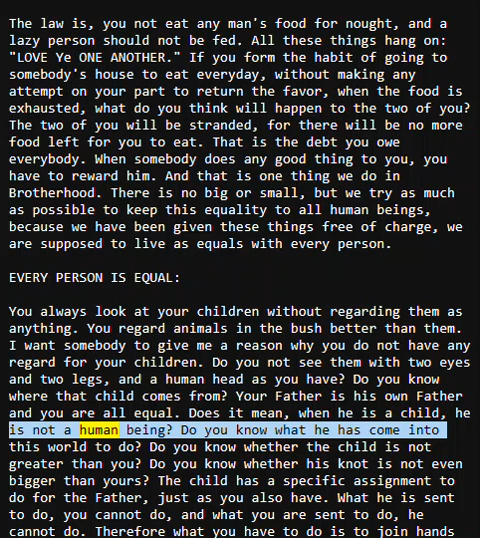 The law is, you not eat any man's food for nought, and a
lazy person should not be fed. All these things hang on:
"LOVE Ye ONE ANOTHER." If you form the habit of going to
somebody's house to eat everyday, without making any
attempt on your part to return the favor, when the food is
exhausted, what do you think will happen to the two of you?
The two of you will be stranded, for there will be no more
food left for you to eat. That is the debt you owe
everybody. When somebody does any good thing to you, you
have to reward him. And that is one thing we do in
Brotherhood. There is no big or small, but we try as much
as possible to keep this equality to all human beings,
because we have been given these things free of charge, we
are supposed to live as equals with every person.
EVERY PERSON IS EQUAL:
You always look at your children without regarding them as
anything. You regard animals in the bush better than them.
I want somebody to give me a reason why you do not have any
regard for your children. Do you not see them with two eyes
and two legs, and a human head as you have? Do you know
where that child comes from? Your Father is his own Father
and you are all equal. Does it mean, when he is a child, he
is not a human being? Do you know what he has come into
this world to do? Do you know whether the child is not
greater than you? Do you know whether his knot is not even
bigger than yours? The child has a specific assignment to
do for the Father, just as you also have. What he is sent
to do, you cannot do, and what you are sent to do, he
cannot do. Therefore what you have to do is to join hands